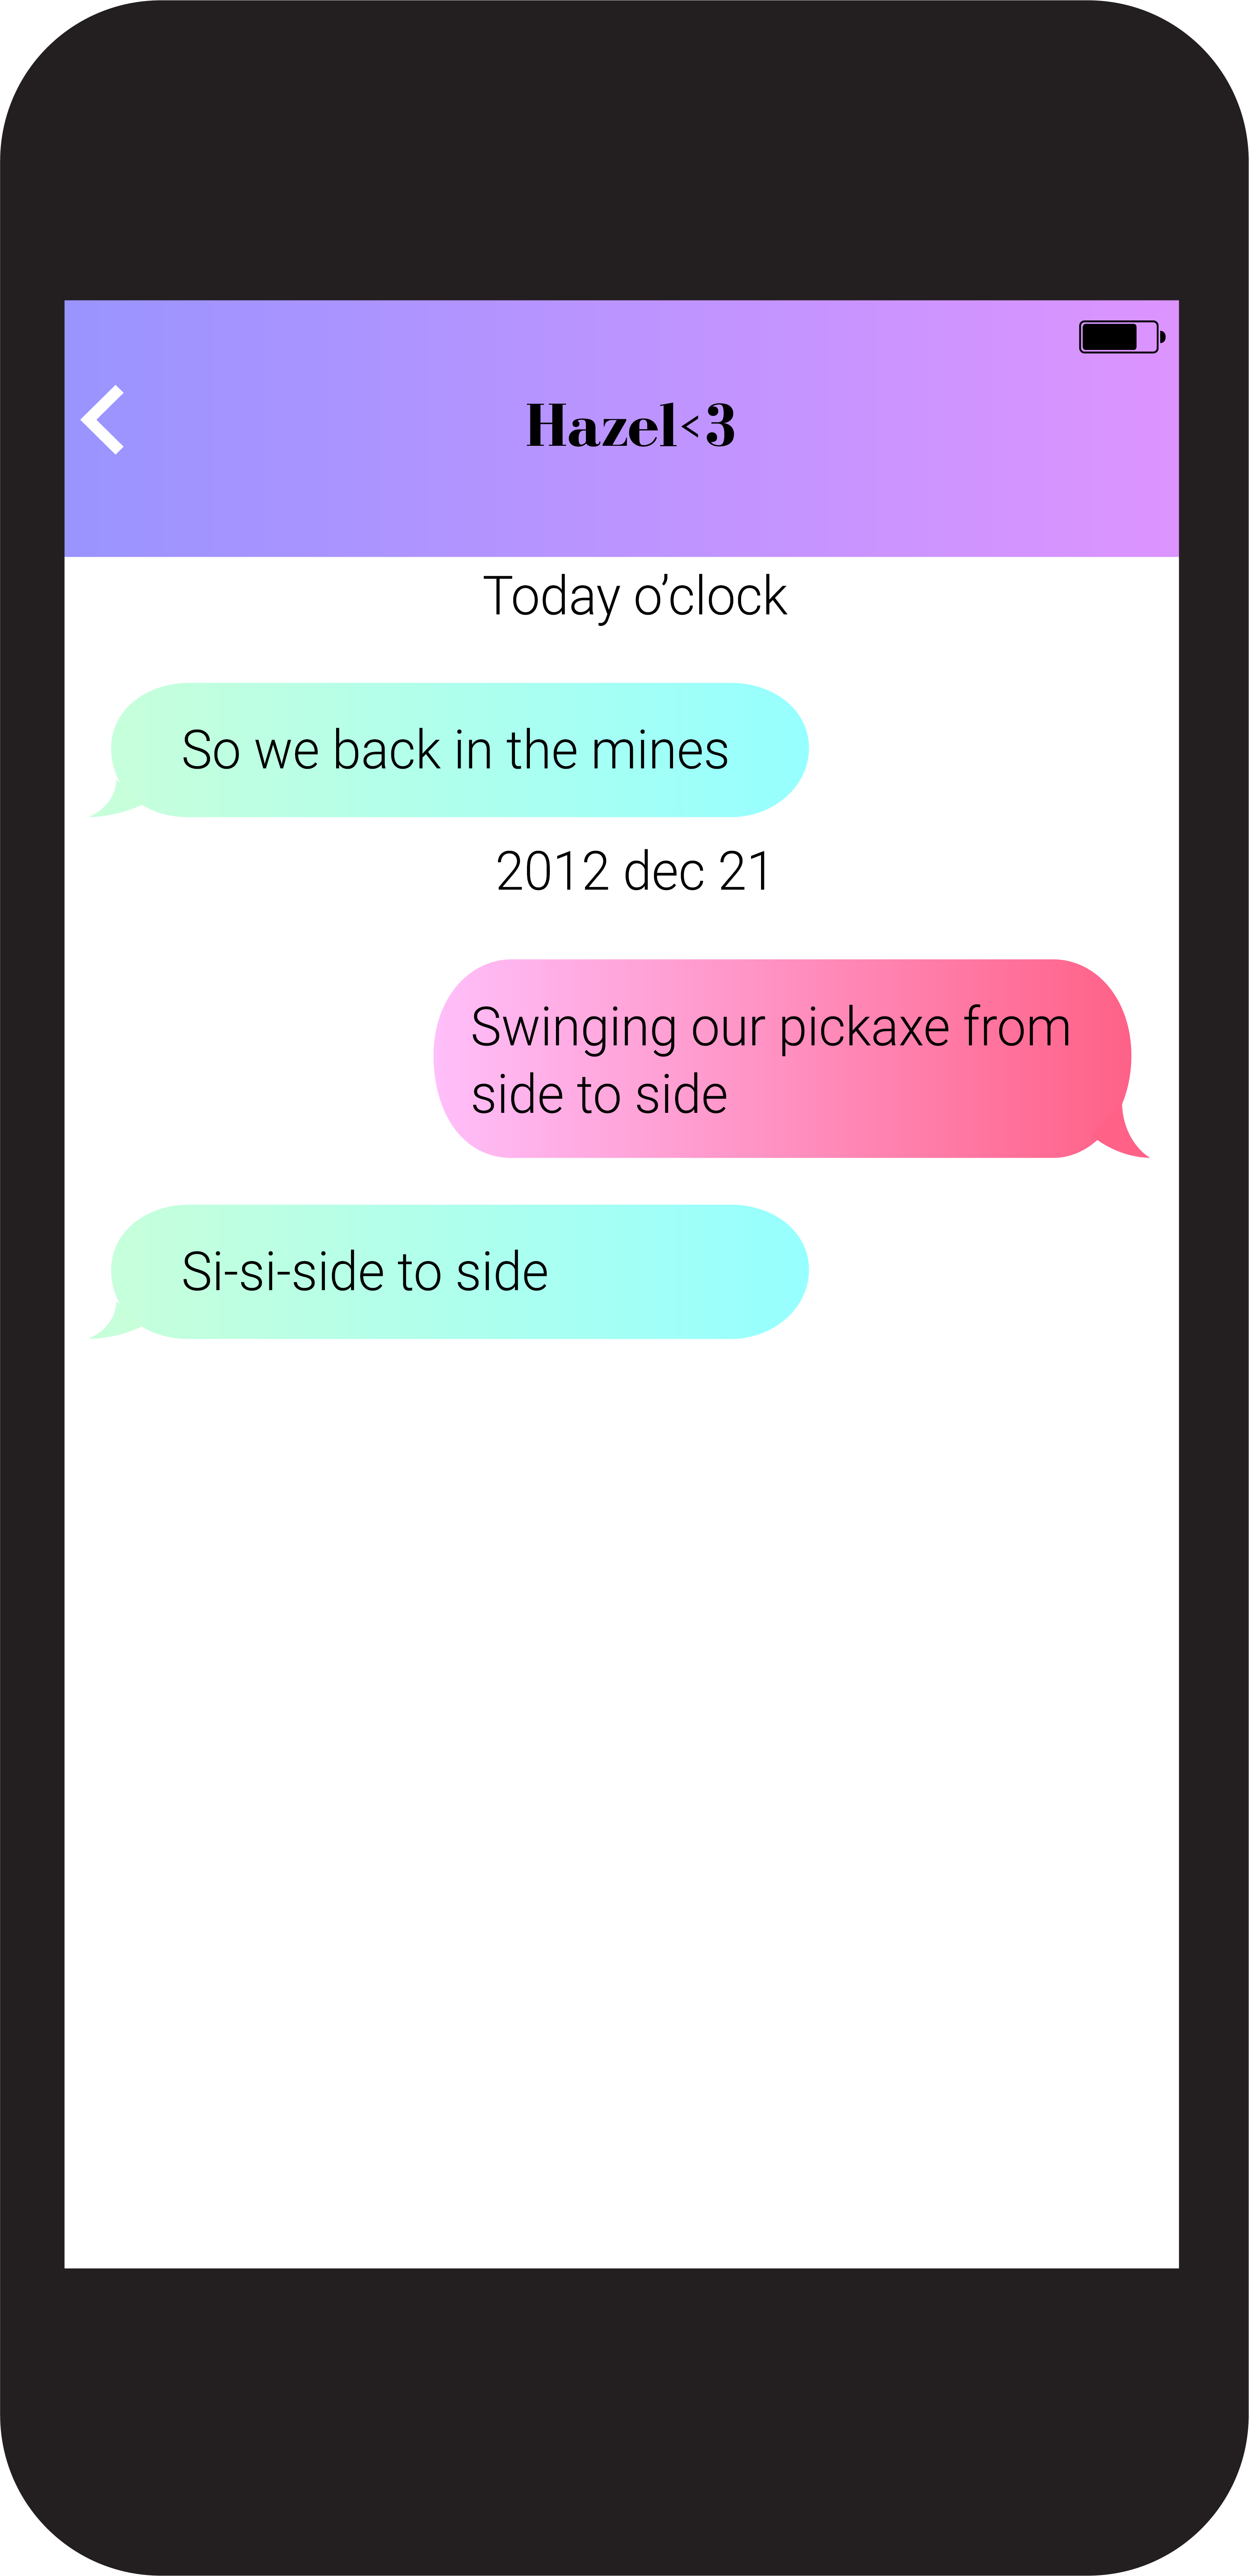 Hazel<3
Today o’clock
So we back in the mines
2012 dec 21
Swinging our pickaxe from
side to side
Si-si-side to side